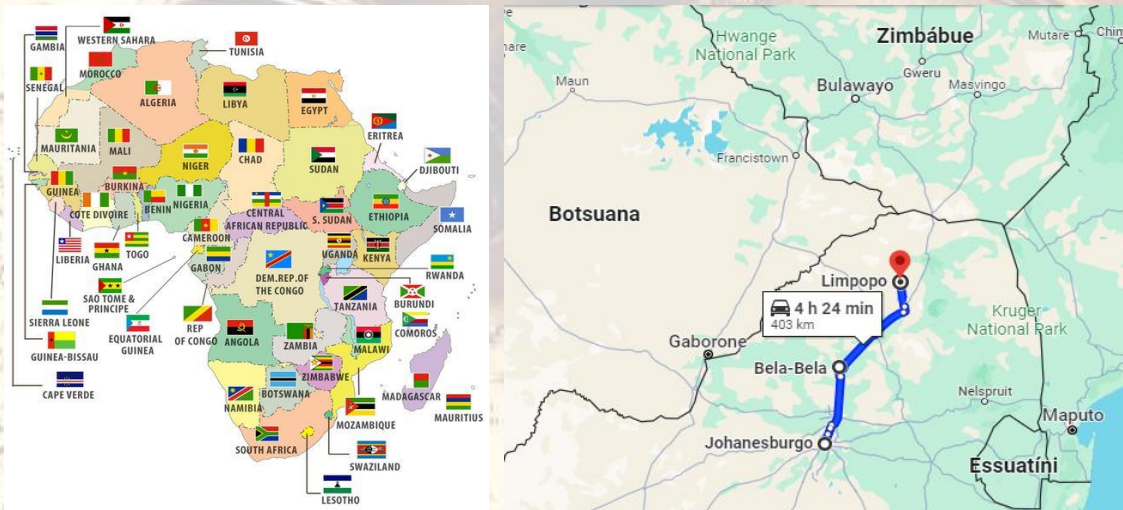 WESTERN SAHARA
GAMBIA
TUNISIA
MOROCCO
SENEGAL
ALGERIA
LIBYA
EGYPT
ERITREA
MAURITANIA
MALI
NIGER
CHAD
SUDAN
DJIBOUTI
GUINEA
BURKINA
BENIN
NIGERIA
COTE DIVOIRE
CENTRAL
AFRICAN REPUBLIC
S. SUDAN
ETHIOPIA
SOMALIA
CAMEROON
LIBERIA
GHANA
TOGO
GABON
UGANDA
KENYA
DEM.REP.OF
THE CONGO
RWANDA
SAO TOME &
PRINCIPE
TANZANIA
BURUNDI
SIERRA LEONE
EQUATORIAL
GUINEA
REP
OF CONGO
ANGOLA
ZAMBIA
MALAWI
COMOROS
GUINEA-BISSAU
ZIMBABWE
CAPE VERDE
NAMIBIA
BOTSWANA
MADAGASCAR
MAURITIUS
MOZAMBIQUE
SOUTH AFRICA
SWAZILAND
LESOTHO
Hwange
National Park
Zimbábue
Mutare
Chim
Maun
Gweru
Bulawayo
Masvingo
Francistown
Botsuana
Limpopo
4 h 24 min
403 km
Kruger
National Park
Gaborone
Bela-Bela
Nelspruit
Maputo
Johanesburgo
Essuatíni